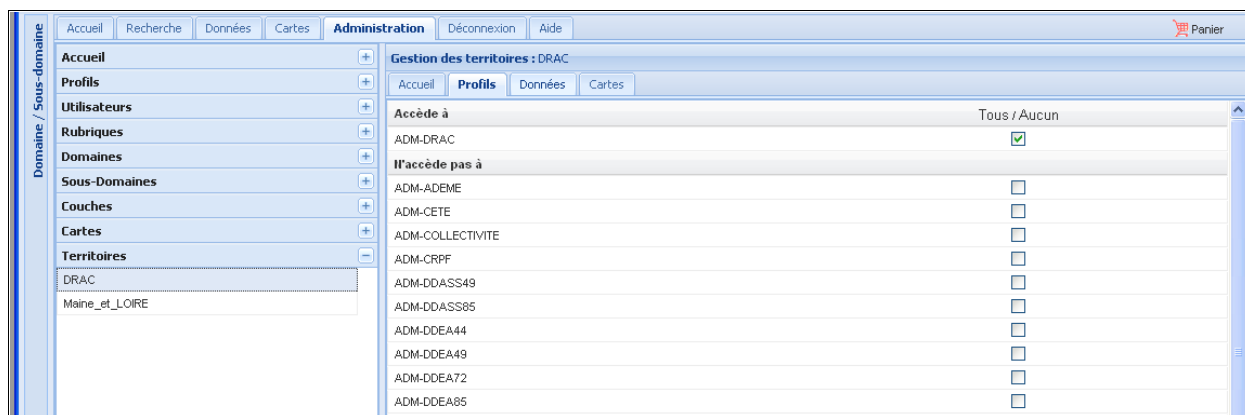 Domaine / Sous-domaine
Accueil Recherche Données Cartes Administration Déconnexion Aide Panier
Accueil
Profils
Utilisateurs
Rubriques
Domaines
Sous-Domaines
Couches
Cartes
Territoires
DRAC
Maine_et_LOIRE
Gestion des territoires : DRAC
Accueil Profils Données Cartes
Accède à Tous / Aucun
ADM-DRAC
N'accède pas à
ADM-ADEME
ADM-CETE
ADM-COLLECTIVITE
ADM-CRPF
ADM-DDASS49
ADM-DDASS85
ADM-DDEA44
ADM-DDEA49
ADM-DDEA72
ADM-DDEA85